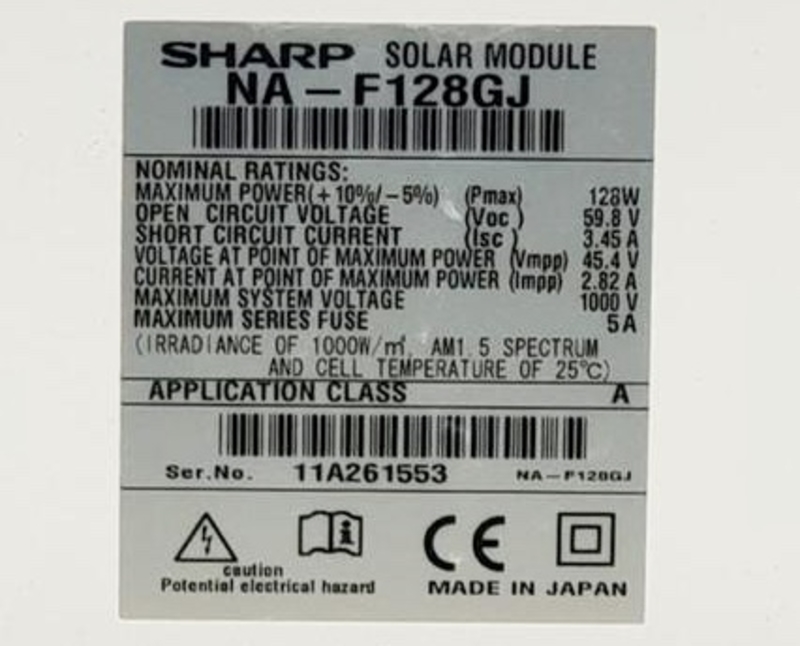 SHARP SOLAR MODULE
NA-F128GJ
NOMINAL RATINGS:
MAXIMUM POWER(+10%/-5%) (Pmax) 128W
OPEN CIRCUIT VOLTAGE (Voc ) 59.8 V
SHORT CIRCUIT CURRENT (Isc ) 3.45 A
VOLTAGE AT POINT OF MAXIMUM POWER (Vmpp) 45.4 V
CURRENT AT POINT OF MAXIMUM POWER (Impp) 2.82 A
MAXIMUM SYSTEM VOLTAGE 1000 V
MAXIMUM SERIES FUSE 5 A
(IRRADIANCE OF 1000W/㎡, AM1.5 SPECTRUM
AND CELL TEMPERATURE OF 25℃)
APPLICATION CLASS A
Ser.No. 11A261553 NA-F128GJ
CE
caution
Potential electrical hazard
MADE IN JAPAN